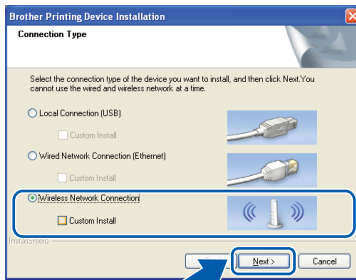 Brother Printing Device Installation
Connection Type
Select the connection type of the device you want to install, and then click Next.You
cannot use the wired and wireless network at a time.
Local Connection (USB)
Custom Install
Wired Network Connection (Ethernet)
Custom Install
Wireless Network Connection
Custom Install
InstallShield
Next >
Cancel